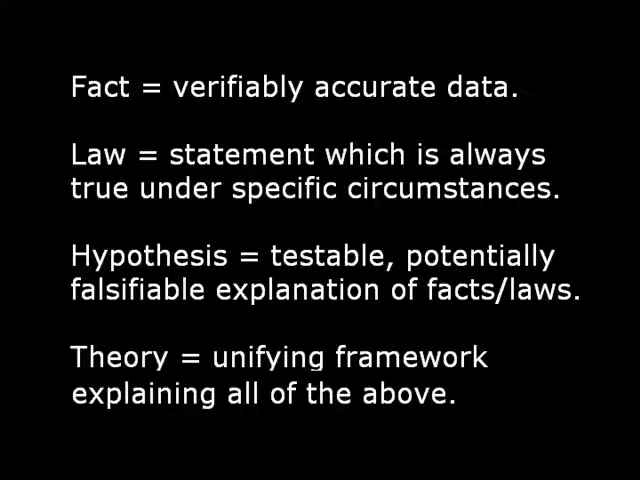 Fact = verifiably accurate data.
Law = statement which is always
true under specific circumstances.
Hypothesis = testable, potentially
falsifiable explanation of facts/laws.
Theory = unifying framework
explaining all of the above.